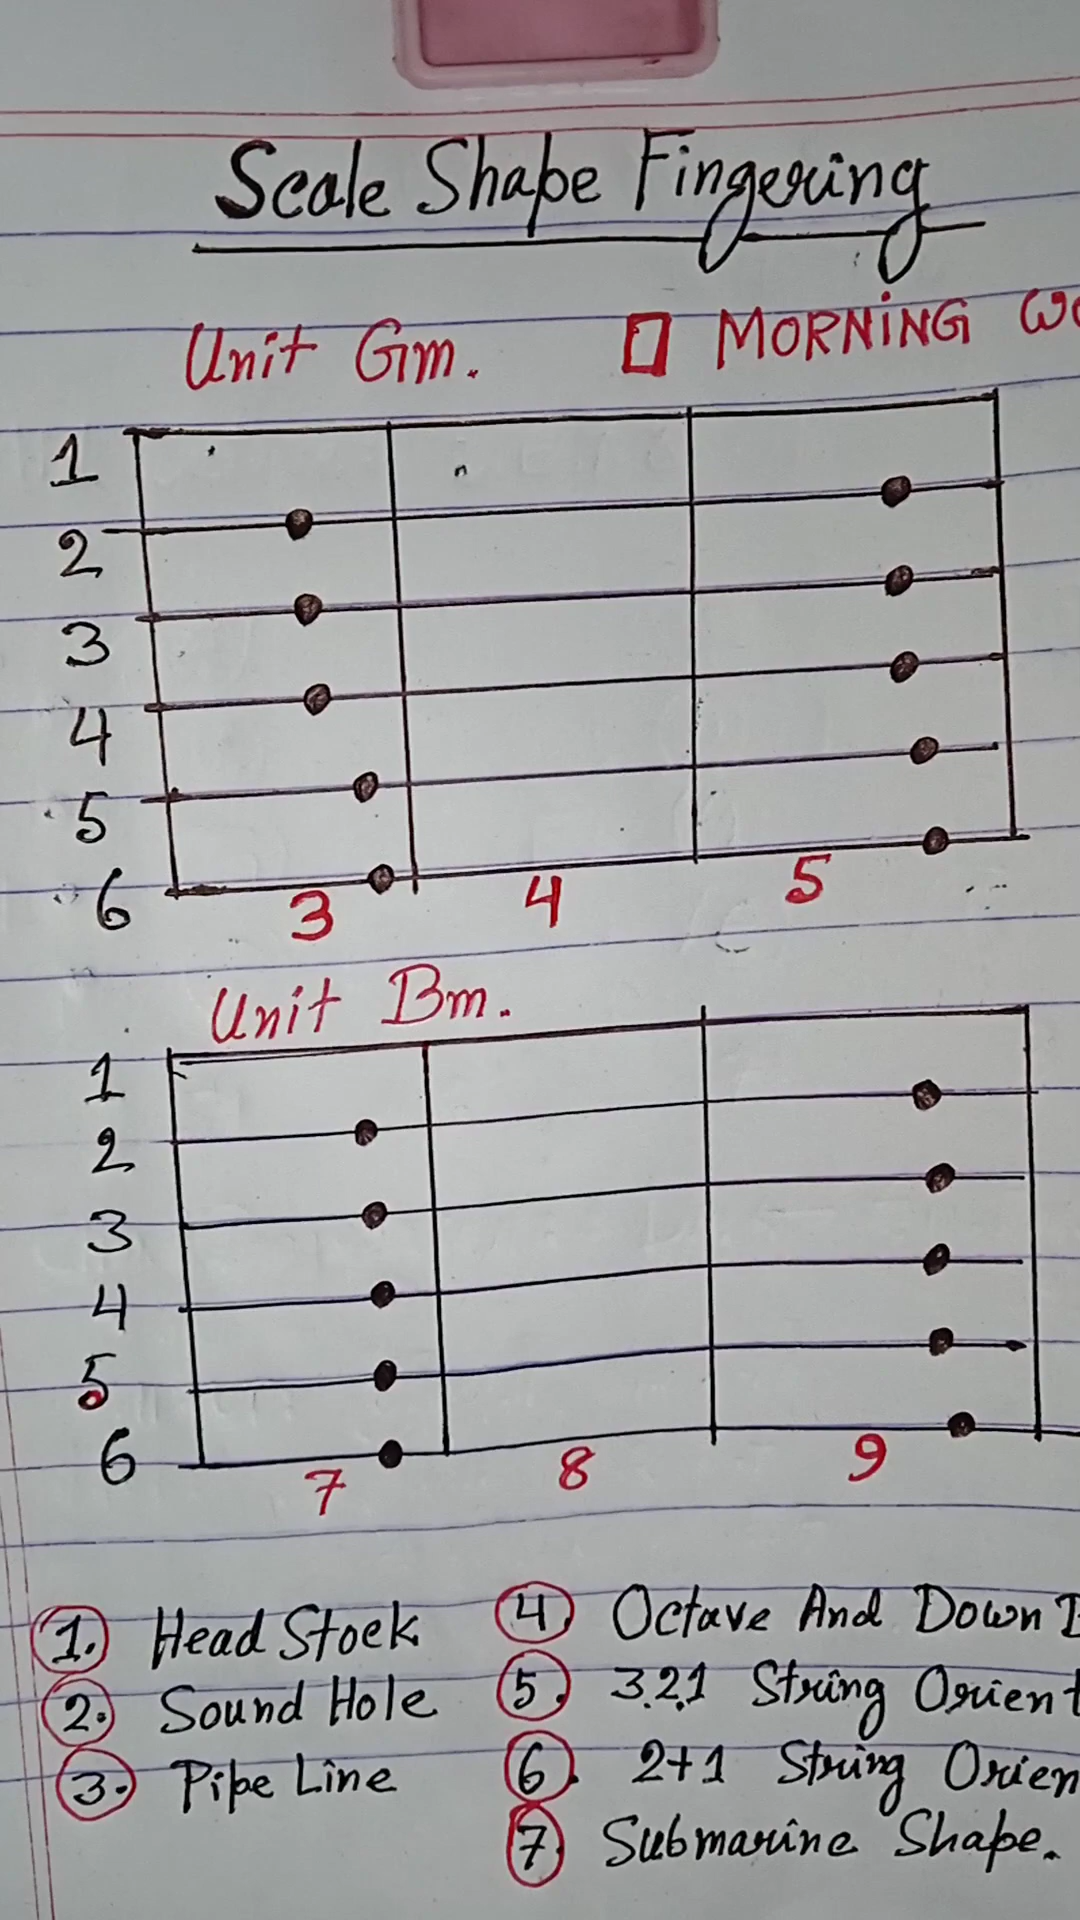 Scale Shape Fingering
Unit Gm. MORNING
1
2
3
4
5
6
3 4 5
Unit Bm.
1
2
3
4
5
6
7 8 9
1. Head Stock
2. Sound Hole
3. Pipe Line
4. Octave And Down
5. 3.2.1 String Orient
6. 2+1 String Orien
7. Submarine Shape.